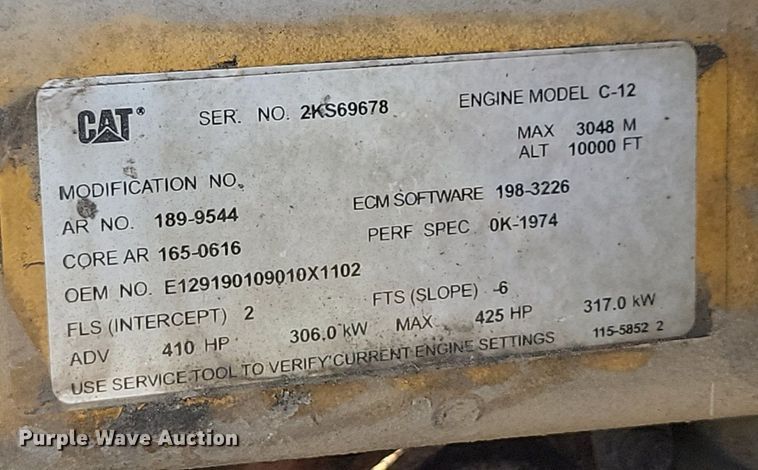 CAT® SER. NO. 2KS69678 ENGINE MODEL C-12
MAX 3048 M
ALT 10000 FT
MODIFICATION NO.
AR NO. 189-9544 ECM SOFTWARE 198-3226
CORE AR 165-0616 PERF SPEC 0K-1974
OEM NO. E129190109010X1102
FLS (INTERCEPT) 2 FTS (SLOPE) -6
ADV 410 HP 306.0 kW MAX 425 HP 317.0 kW
USE SERVICE TOOL TO VERIFY CURRENT ENGINE SETTINGS 115-5852 2
Purple Wave Auction